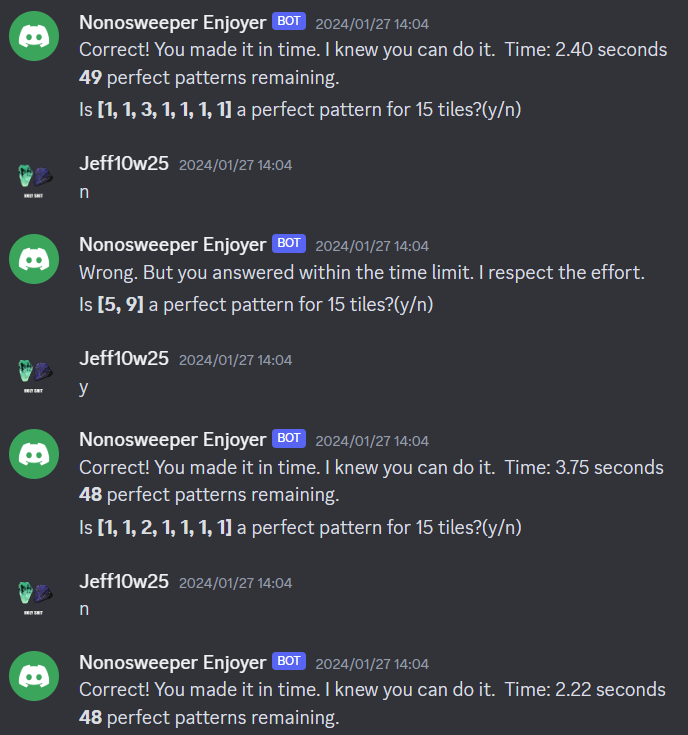 Nonosweeper Enjoyer BOT 2024/01/27 14:04
Correct! You made it in time. I knew you can do it.  Time: 2.40 seconds
49 perfect patterns remaining.
Is [1, 1, 3, 1, 1, 1, 1] a perfect pattern for 15 tiles?(y/n)
Jeff10w25 2024/01/27 14:04
n
Nonosweeper Enjoyer BOT 2024/01/27 14:04
Wrong. But you answered within the time limit. I respect the effort.
Is [5, 9] a perfect pattern for 15 tiles?(y/n)
Jeff10w25 2024/01/27 14:04
y
Nonosweeper Enjoyer BOT 2024/01/27 14:04
Correct! You made it in time. I knew you can do it.  Time: 3.75 seconds
48 perfect patterns remaining.
Is [1, 1, 2, 1, 1, 1, 1] a perfect pattern for 15 tiles?(y/n)
Jeff10w25 2024/01/27 14:04
n
Nonosweeper Enjoyer BOT 2024/01/27 14:04
Correct! You made it in time. I knew you can do it.  Time: 2.22 seconds
48 perfect patterns remaining.